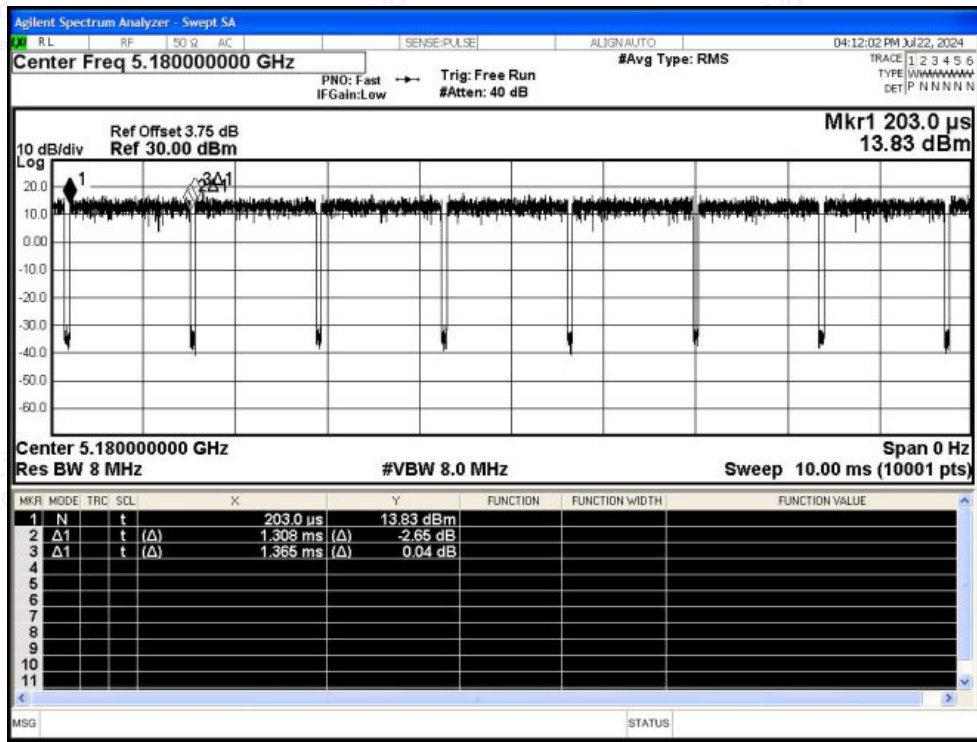 Agilent Spectrum Analyzer - Swept SA
LXI RL RF 50 Ω AC SENSE:PULSE ALIGNAUTO 04:12:02 PM Jul 22, 2024
Center Freq 5.180000000 GHz #Avg Type: RMS TRACE 1 2 3 4 5 6
PNO: Fast Trig: Free Run TYPE WWWWWW
IFGain:Low #Atten: 40 dB DET P N N N N N
Ref Offset 3.75 dB Mkr1 203.0 µs
10 dB/div Ref 30.00 dBm 13.83 dBm
Log
1 3Δ1
2Δ1
20.0
10.0
0.00
-10.0
-20.0
-30.0
-40.0
-50.0
-60.0
Center 5.180000000 GHz Span 0 Hz
Res BW 8 MHz #VBW 8.0 MHz Sweep 10.00 ms (10001 pts)
MKR MODE TRC SCL X Y FUNCTION FUNCTION WIDTH FUNCTION VALUE
1 N t 203.0 µs 13.83 dBm
2 Δ1 t (Δ) 1.308 ms (Δ) -2.65 dB
3 Δ1 t (Δ) 1.365 ms (Δ) 0.04 dB
4
5
6
7
8
9
10
11
MSG STATUS